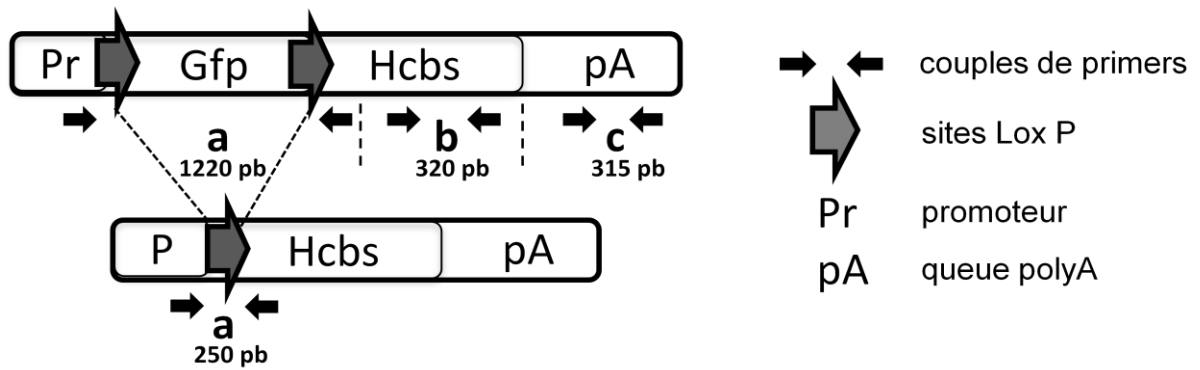 Pr Gfp Hcbs pA
a b c
1220 pb 320 pb 315 pb
P Hcbs pA
a
250 pb
couples de primers
sites Lox P
Pr promoteur
pA queue polyA